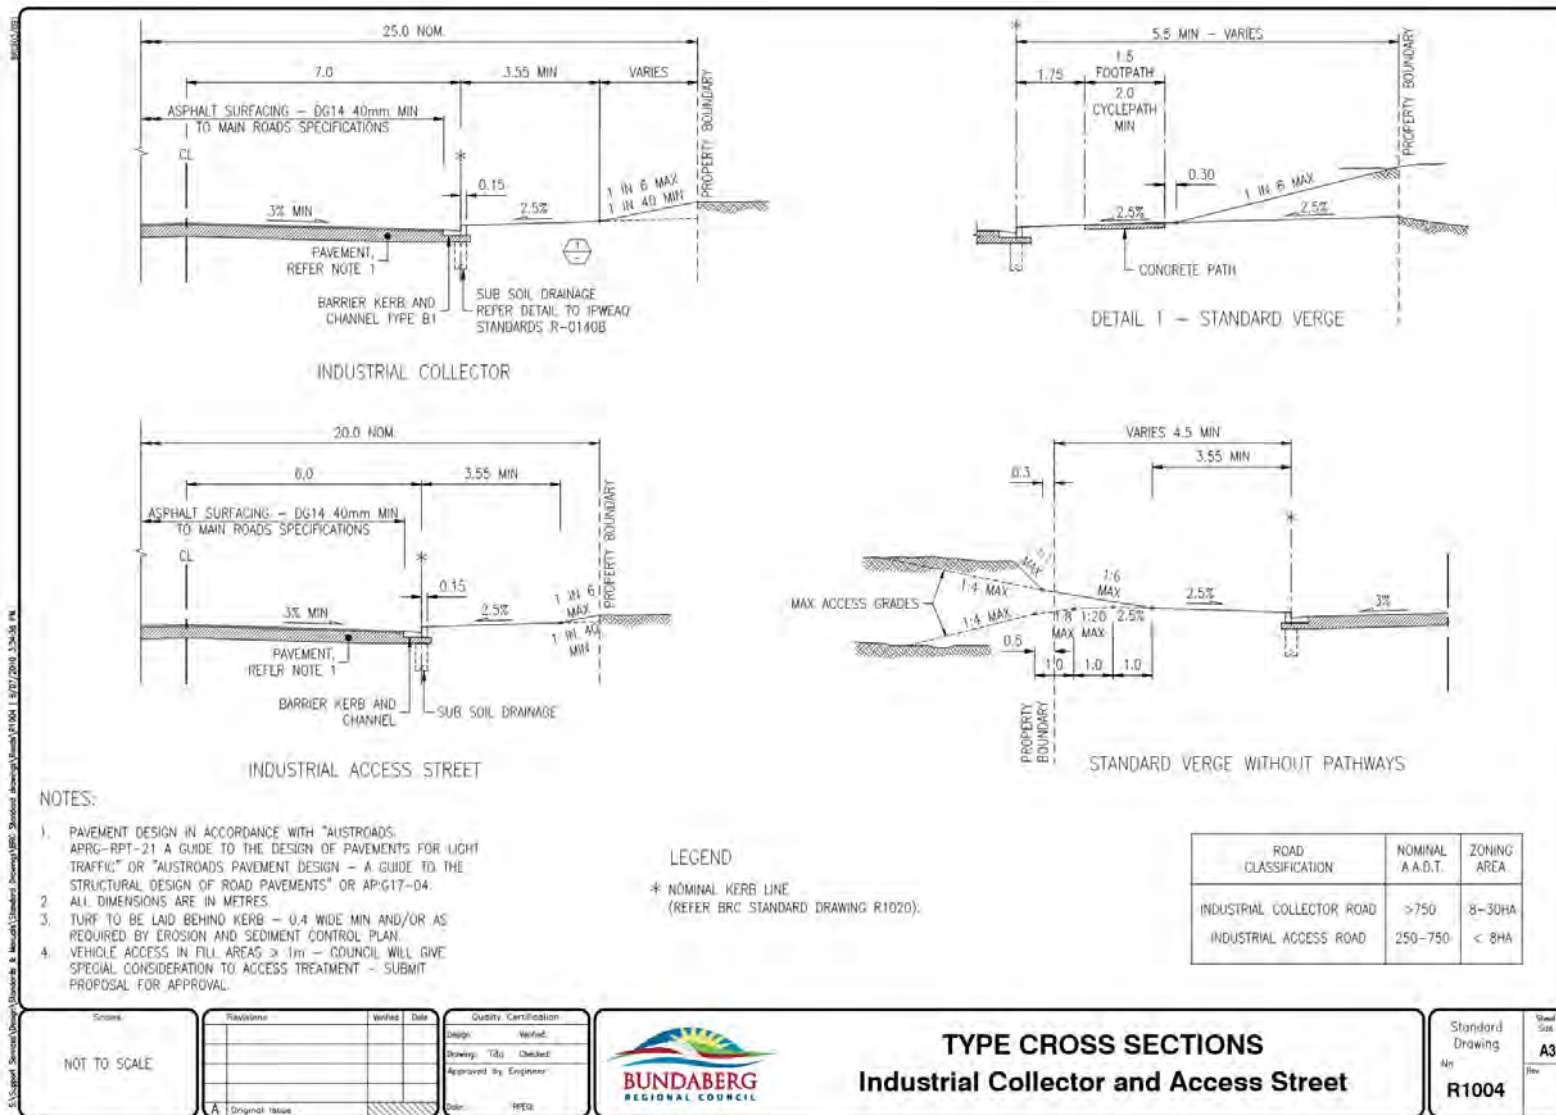 25.0 NOM.
7.0
3.55 MIN
VARIES
ASPHALT SURFACING – DG14 40mm MIN
TO MAIN ROADS SPECIFICATIONS
PROPERTY BOUNDARY
CL
*
0.15
3% MIN
2.5%
1 IN 6 MAX
1 IN 40 MIN
PAVEMENT,
REFER NOTE 1
1
–
BARRIER KERB AND
CHANNEL TYPE B1
SUB SOIL DRAINAGE
REFER DETAIL TO IPWEAQ
STANDARDS R-0140B
INDUSTRIAL COLLECTOR
*
5.5 MIN – VARIES
1.75
1.5
FOOTPATH
2.0
CYCLEPATH
MIN
PROPERTY BOUNDARY
0.30
1 IN 6 MAX
2.5%
2.5%
CONCRETE PATH
DETAIL 1 – STANDARD VERGE
20.0 NOM.
6.0
3.55 MIN
ASPHALT SURFACING – DG14 40mm MIN
TO MAIN ROADS SPECIFICATIONS
PROPERTY BOUNDARY
CL
*
0.15
3% MIN
2.5%
1 IN 6
MAX
1 IN 40
MIN
PAVEMENT,
REFER NOTE 1
BARRIER KERB AND
CHANNEL
SUB SOIL DRAINAGE
INDUSTRIAL ACCESS STREET
VARIES 4.5 MIN
3.55 MIN
0.3
*
1:1
MAX
1:4 MAX
1:6
MAX
2.5%
3%
MAX ACCESS GRADES
1:4 MAX
1:8
MAX
1:20
MAX
2.5%
0.5
1.0
1.0
1.0
PROPERTY
BOUNDARY
STANDARD VERGE WITHOUT PATHWAYS
NOTES:
1. PAVEMENT DESIGN IN ACCORDANCE WITH "AUSTROADS.
APRG-RPT-21 A GUIDE TO THE DESIGN OF PAVEMENTS FOR LIGHT
TRAFFIC" OR "AUSTROADS PAVEMENT DESIGN – A GUIDE TO THE
STRUCTURAL DESIGN OF ROAD PAVEMENTS" OR AP-G17-04.
2 ALL DIMENSIONS ARE IN METRES.
3. TURF TO BE LAID BEHIND KERB – 0.4 WIDE MIN AND/OR AS
REQUIRED BY EROSION AND SEDIMENT CONTROL PLAN.
4. VEHICLE ACCESS IN FILL AREAS > 1m – COUNCIL WILL GIVE
SPECIAL CONSIDERATION TO ACCESS TREATMENT – SUBMIT
PROPOSAL FOR APPROVAL.
LEGEND
* NOMINAL KERB LINE
(REFER BRC STANDARD DRAWING R1020).
ROAD CLASSIFICATION NOMINAL A.A.D.T. ZONING AREA
INDUSTRIAL COLLECTOR ROAD >750 8-30HA
INDUSTRIAL ACCESS ROAD 250-750 < 8HA
Scales
NOT TO SCALE
Revisions Verified Date
A Original Issue
Quality Certification
Design: Verified:
Drawing: Checked:
Approved by Engineer
Date: RPEQ:
BUNDABERG
REGIONAL COUNCIL
TYPE CROSS SECTIONS
Industrial Collector and Access Street
Standard
Drawing
No
R1004
Sheet
Size
A3
Rev